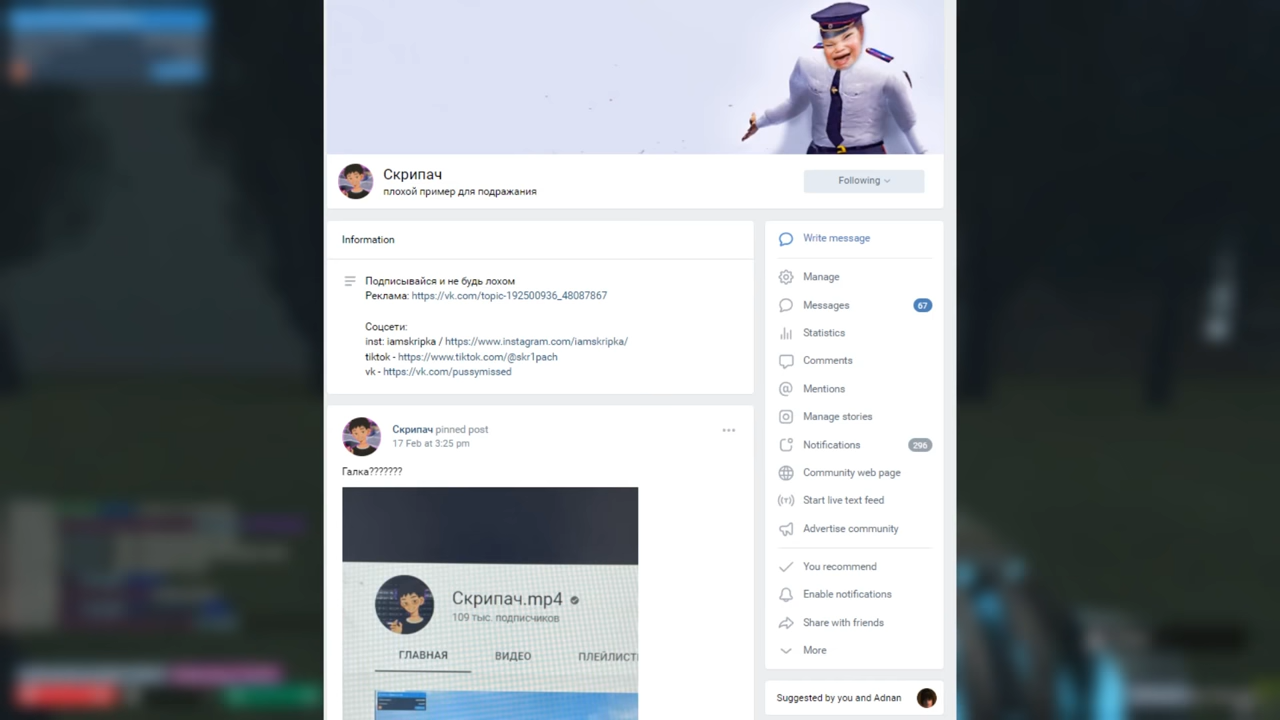 Скрипач
плохой пример для подражания
Following
Information
Подписывайся и не будь лохом
Реклама: https://vk.com/topic-192500936_48087867
Соцсети:
inst: iamskripka / https://www.instagram.com/iamskripka/
tiktok - https://www.tiktok.com/@skr1pach
vk - https://vk.com/pussymissed
Скрипач pinned post
17 Feb at 3:25 pm
Галка???????
Скрипач.mp4
109 тыс. подписчиков
ГЛАВНАЯ ВИДЕО ПЛЕЙЛИСТ
Write message
Manage
Messages 67
Statistics
Comments
Mentions
Manage stories
Notifications 296
Community web page
Start live text feed
Advertise community
You recommend
Enable notifications
Share with friends
More
Suggested by you and Adnan